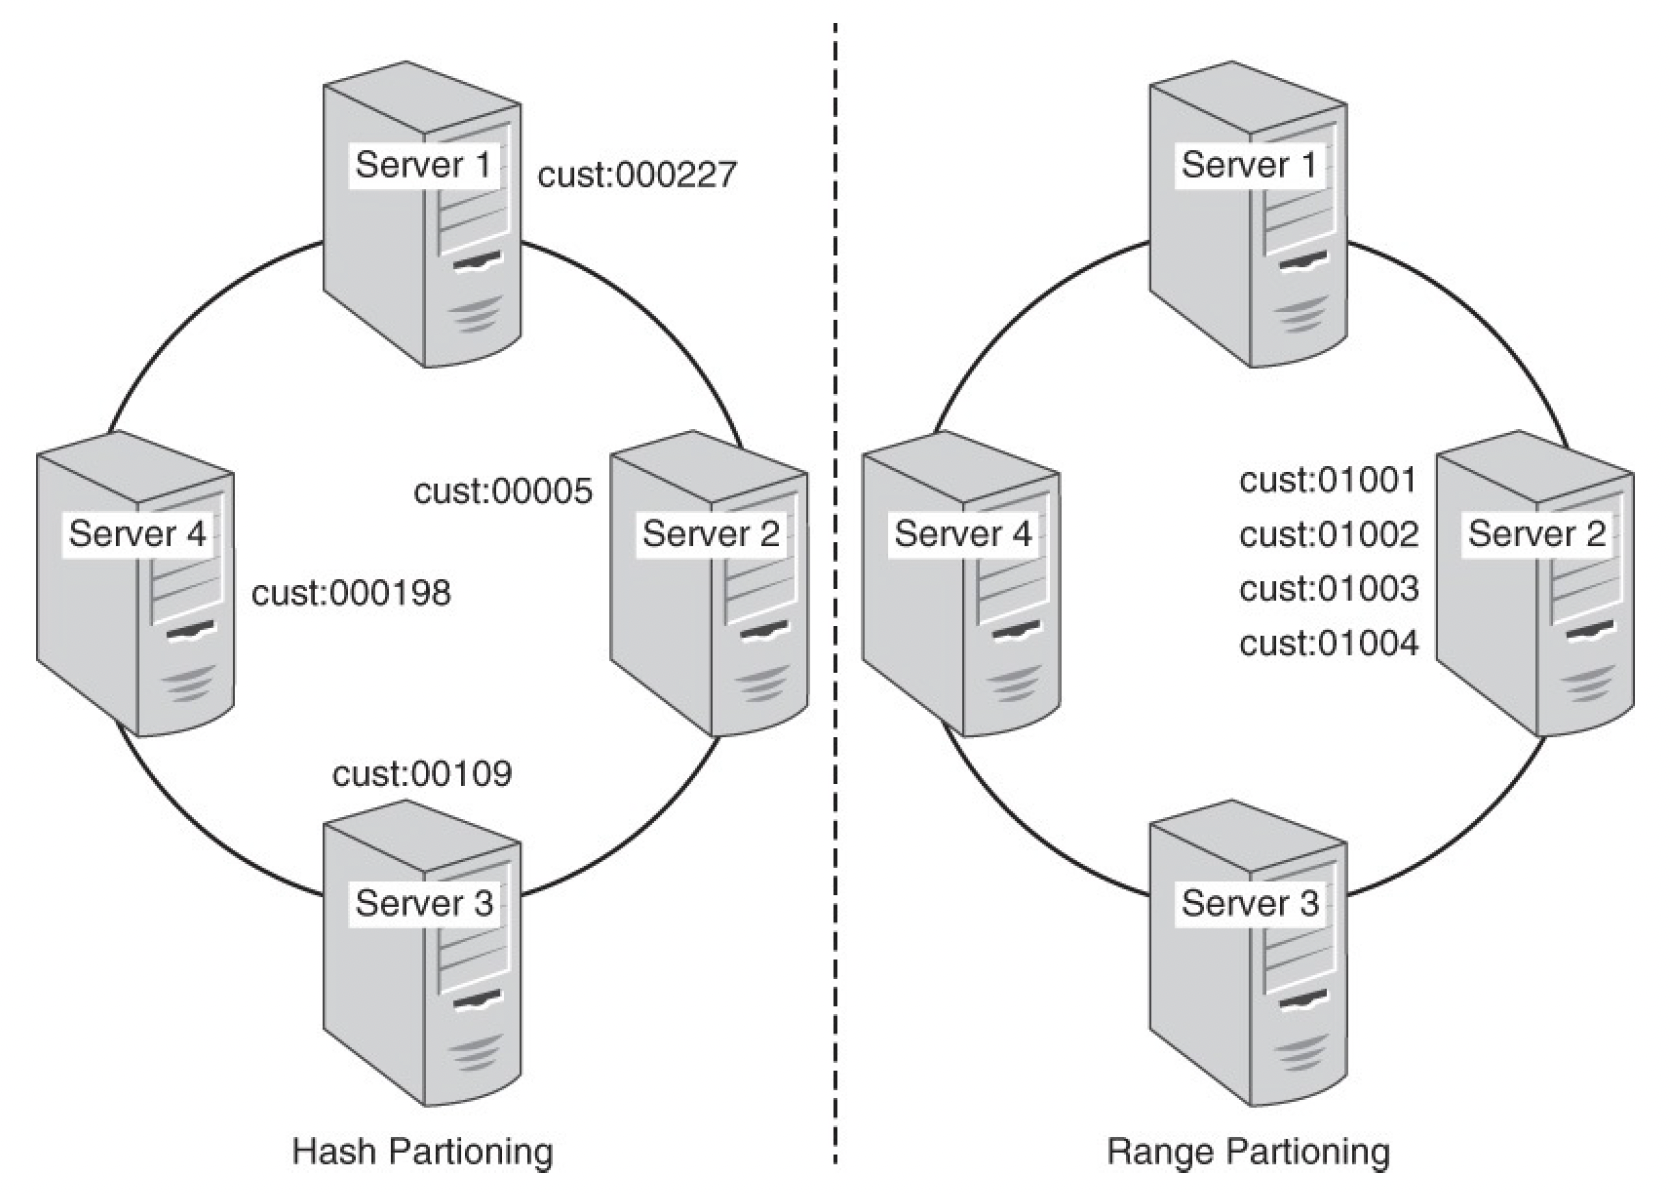 Server 1
cust:000227
cust:00005
Server 2
Server 4
cust:000198
cust:00109
Server 3
Hash Partioning
Server 1
cust:01001
cust:01002
cust:01003
cust:01004
Server 2
Server 4
Server 3
Range Partioning